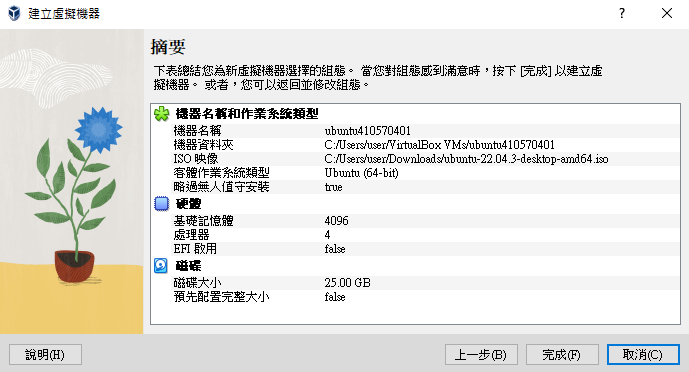 建立虛擬機器
?
摘要
下表總結您為新虛擬機器選擇的組態。 當您對組態感到滿意時，按下 [完成] 以建立虛
擬機器。 或者，您可以返回並修改組態。
機器名稱和作業系統類型
機器名稱 ubuntu410570401
機器資料夾 C:/Users/user/VirtualBox VMs/ubuntu410570401
ISO 映像 C:/Users/user/Downloads/ubuntu-22.04.3-desktop-amd64.iso
客體作業系統類型 Ubuntu (64-bit)
略過無人值守安裝 true
硬體
基礎記憶體 4096
處理器 4
EFI 啟用 false
磁碟
磁碟大小 25.00 GB
預先配置完整大小 false
說明(H) 上一步(B) 完成(F) 取消(C)